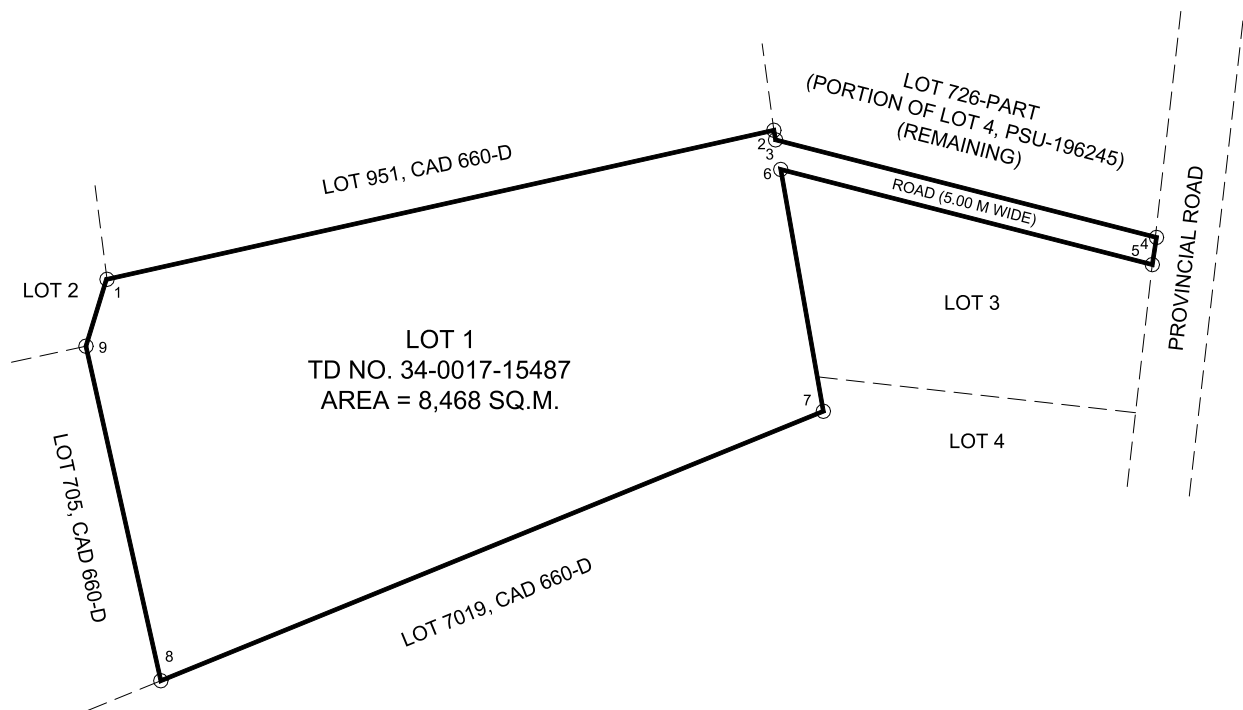 LOT 726-PART
(PORTION OF LOT 4, PSU-196245)
(REMAINING)
LOT 951, CAD 660-D
2
3
6
ROAD (5.00 M WIDE)
4
5
PROVINCIAL ROAD
LOT 2
1
9
LOT 3
LOT 1
TD NO. 34-0017-15487
AREA = 8,468 SQ.M.
7
LOT 4
LOT 705, CAD 660-D
LOT 7019, CAD 660-D
8